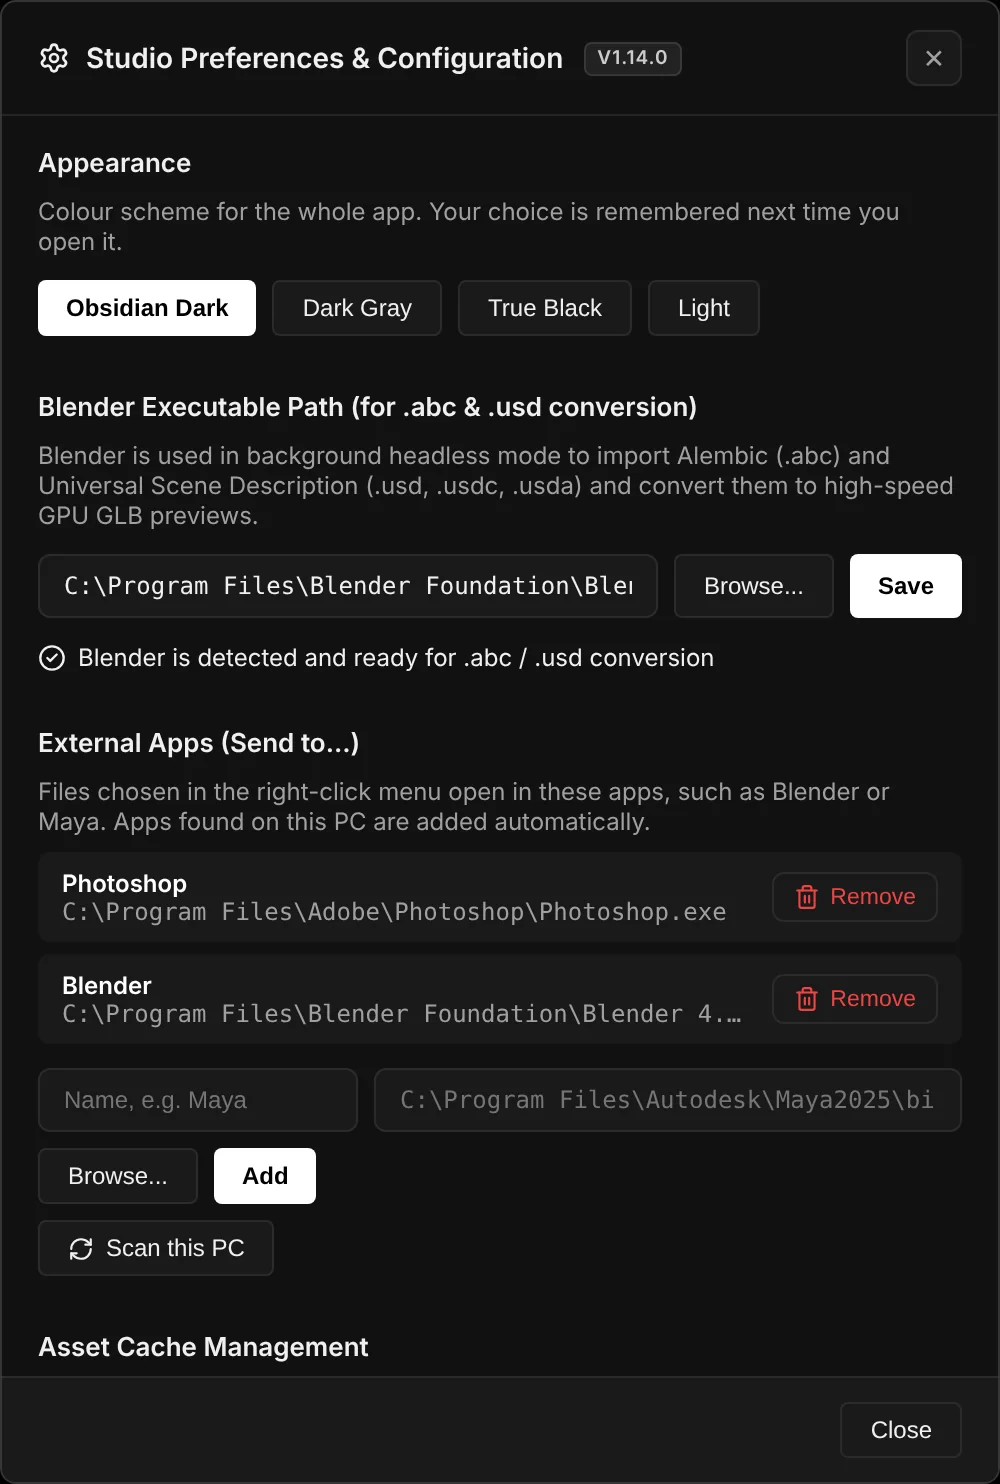 Studio Preferences & Configuration V1.14.0
Appearance
Colour scheme for the whole app. Your choice is remembered next time you
open it.
Obsidian Dark Dark Gray True Black Light
Blender Executable Path (for .abc & .usd conversion)
Blender is used in background headless mode to import Alembic (.abc) and
Universal Scene Description (.usd, .usdc, .usda) and convert them to high-speed
GPU GLB previews.
C:\Program Files\Blender Foundation\Blen Browse... Save
Blender is detected and ready for .abc / .usd conversion
External Apps (Send to...)
Files chosen in the right-click menu open in these apps, such as Blender or
Maya. Apps found on this PC are added automatically.
Photoshop
C:\Program Files\Adobe\Photoshop\Photoshop.exe Remove
Blender
C:\Program Files\Blender Foundation\Blender 4.… Remove
Name, e.g. Maya C:\Program Files\Autodesk\Maya2025\bi
Browse... Add
Scan this PC
Asset Cache Management
Close